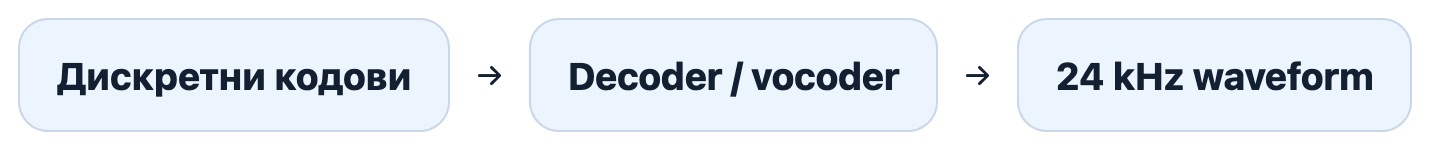 Дискретни кодови → Decoder / vocoder → 24 kHz waveform